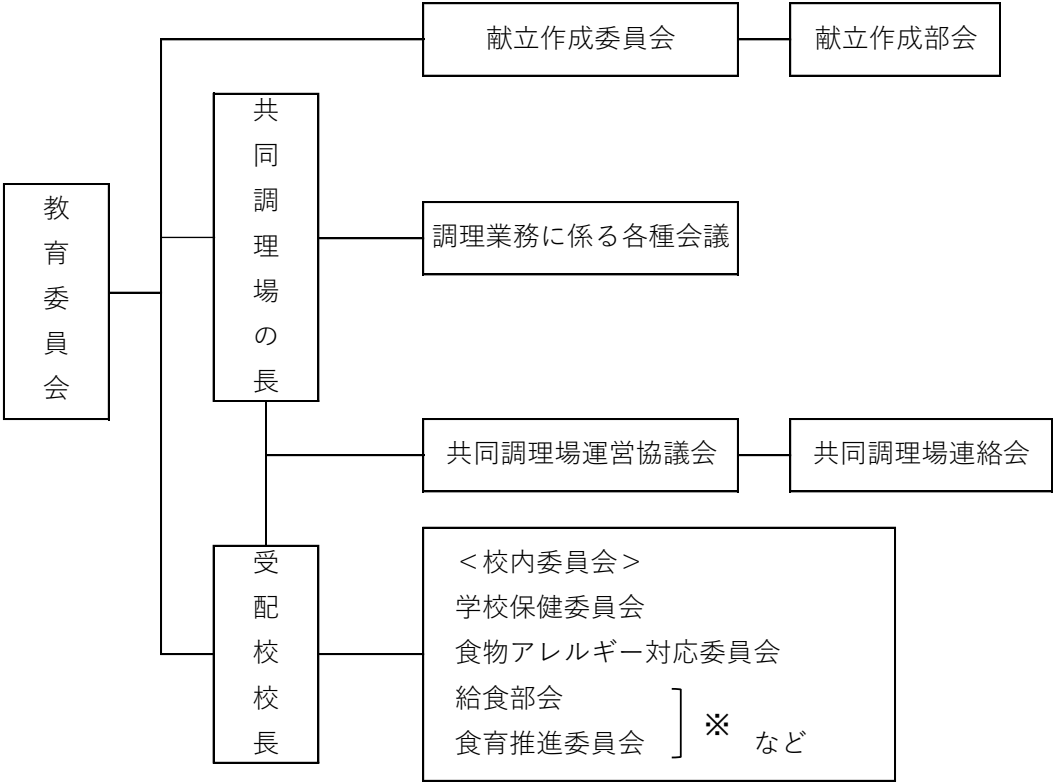 献立作成委員会
献立作成部会
共同調理場の長
教育委員会
調理業務に係る各種会議
共同調理場運営協議会
共同調理場連絡会
受配校校長
＜校内委員会＞
学校保健委員会
食物アレルギー対応委員会
給食部会
食育推進委員会
※
など